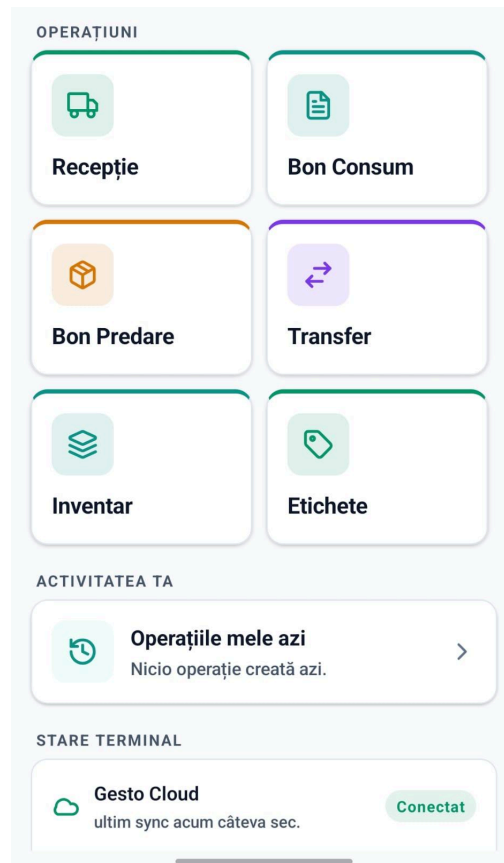 OPERAȚIUNI
Recepție
Bon Consum
Bon Predare
Transfer
Inventar
Etichete
ACTIVITATEA TA
Operațiile mele azi
Nicio operație creată azi.
STARE TERMINAL
Gesto Cloud
ultim sync acum câteva sec.
Conectat